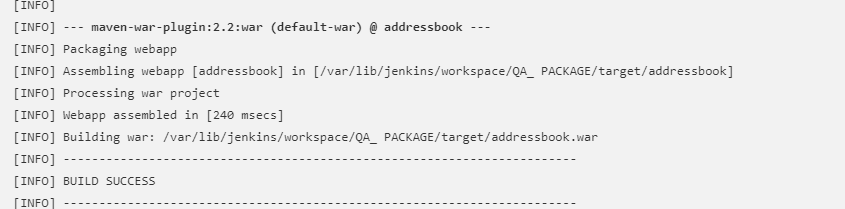 [INFO]
[INFO] --- maven-war-plugin:2.2:war (default-war) @ addressbook ---
[INFO] Packaging webapp
[INFO] Assembling webapp [addressbook] in [/var/lib/jenkins/workspace/QA_ PACKAGE/target/addressbook]
[INFO] Processing war project
[INFO] Webapp assembled in [240 msecs]
[INFO] Building war: /var/lib/jenkins/workspace/QA_ PACKAGE/target/addressbook.war
[INFO] ------------------------------------------------------------------------
[INFO] BUILD SUCCESS
[INFO] ------------------------------------------------------------------------